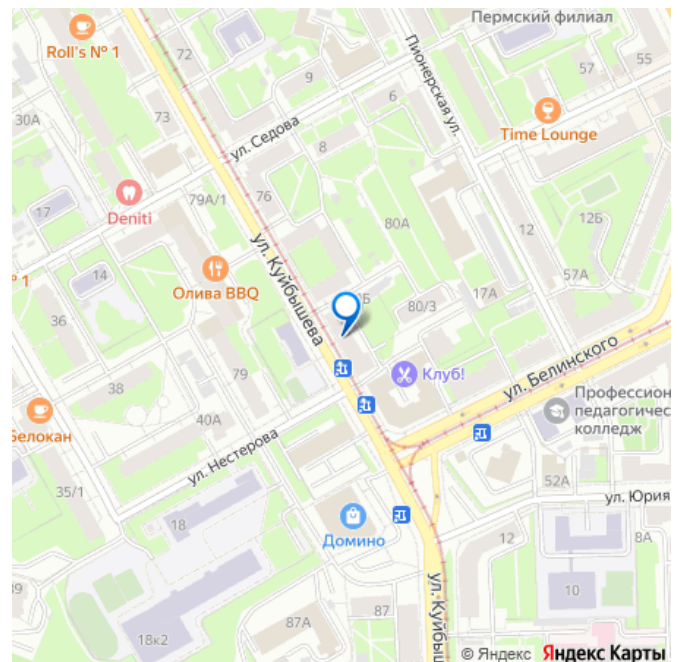 Пермский филиал
Roll's № 1
72
9
57
55
Пионерская ул.
6
30А
73
Time Lounge
ул. Седова
8
Deniti
79А/1
76
17
80А
12Б
12
ул. Куйбышева
14
Олива BBQ
57А
80/3
17А
36
Клуб!
ул. Белинского
79
38
Профессион
педагогичес
колледж
Белокан
40А
ул. Нестерова
52А
35/1
ул. Юрия
18
Домино
12
8А
ул. Куйбыш
10
87
87А
18к2
© Яндекс Яндекс Карты